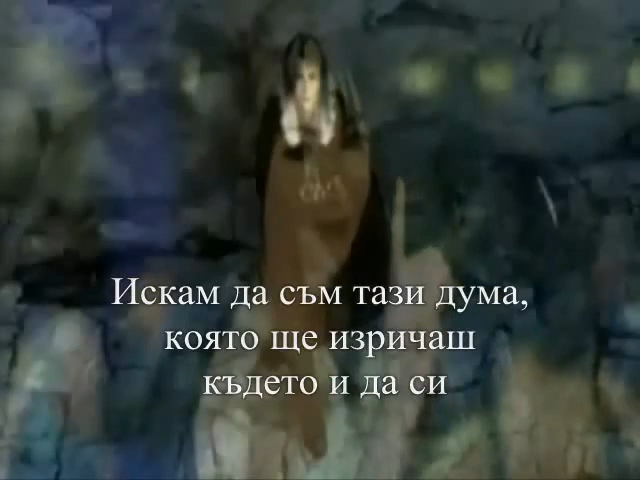 Искам да съм тази дума,
която ще изричаш
където и да си